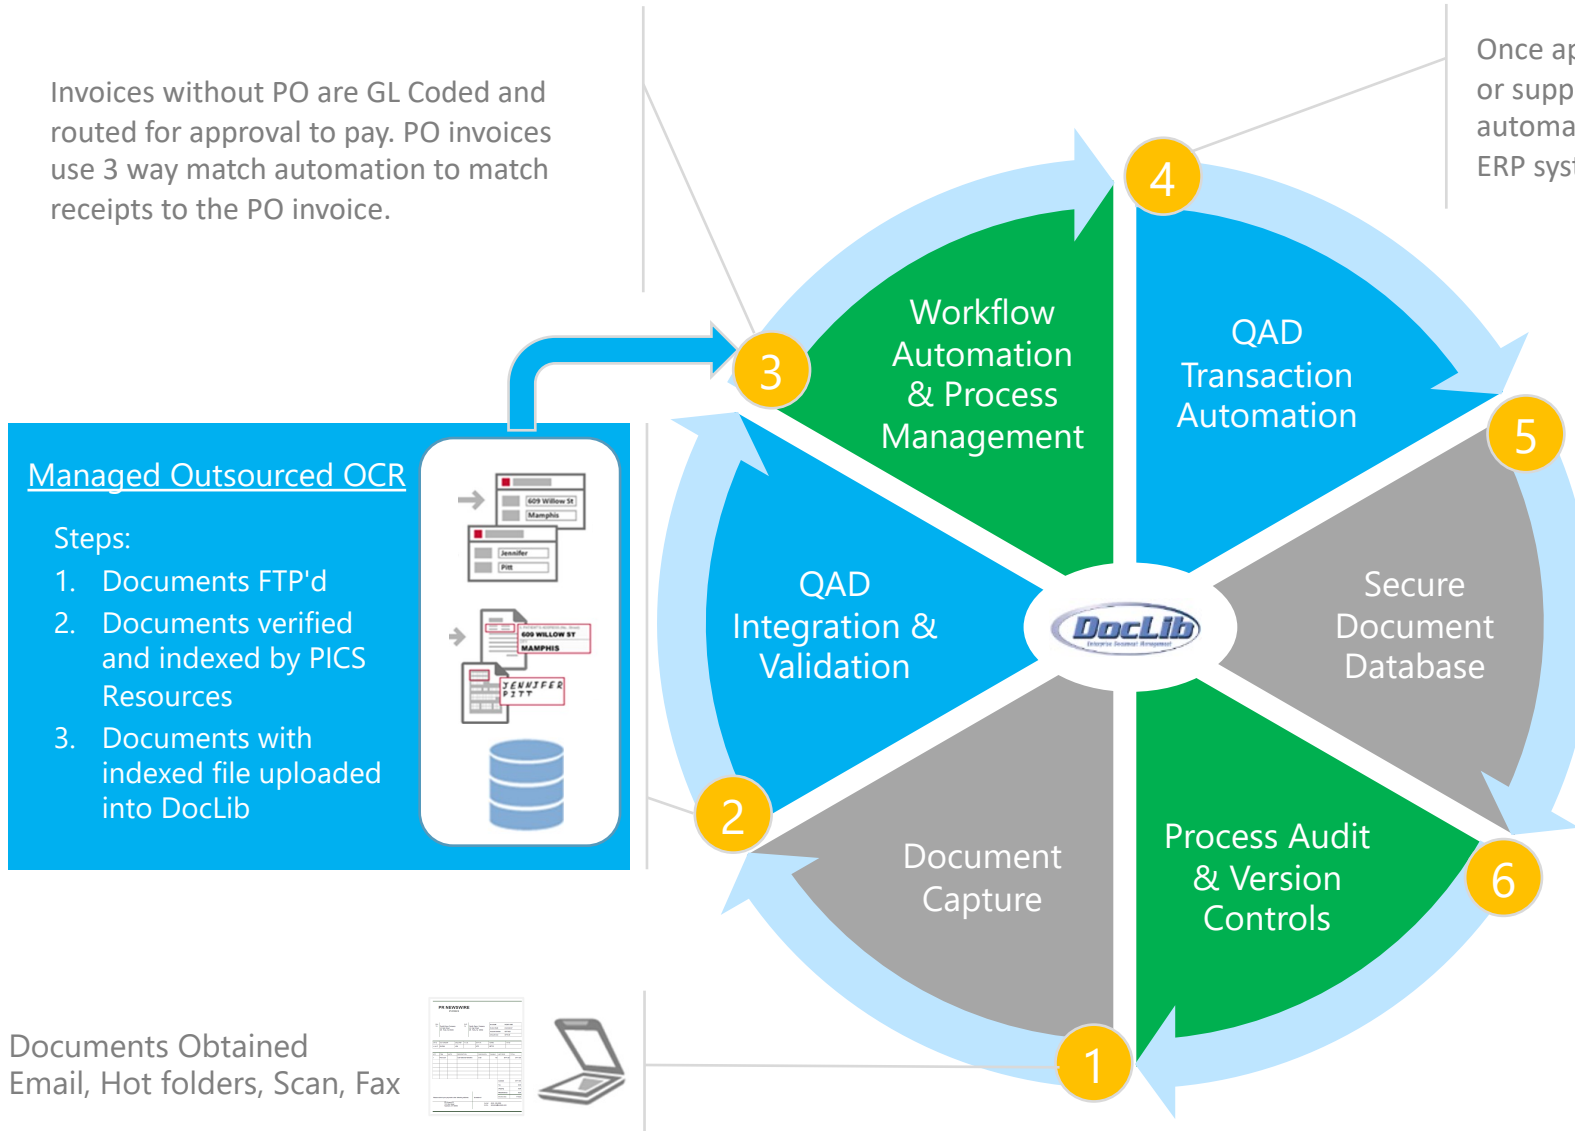 Invoices without PO are GL Coded and
routed for approval to pay. PO invoices
use 3 way match automation to match
receipts to the PO invoice.
Once
or
ERP
4
3
5
2
6
1
Workflow
Automation
& Process
Management
QAD
Transaction
Automation
QAD
Integration &
Validation
Secure
Document
Database
Document
Capture
Process Audit
& Version
Controls
DocLib
Enterprise Document Management
Managed Outsourced OCR
Steps:
1. Documents FTP'd
2. Documents verified
and indexed by PICS
Resources
3. Documents with
indexed file uploaded
into DocLib
609 Willow St
Mamphis
Jennifer
Pitt
609 WILLOW ST
MAMPHIS
JENNIFER
PITT
Documents Obtained
Email, Hot folders, Scan, Fax
PR NEWSWIRE